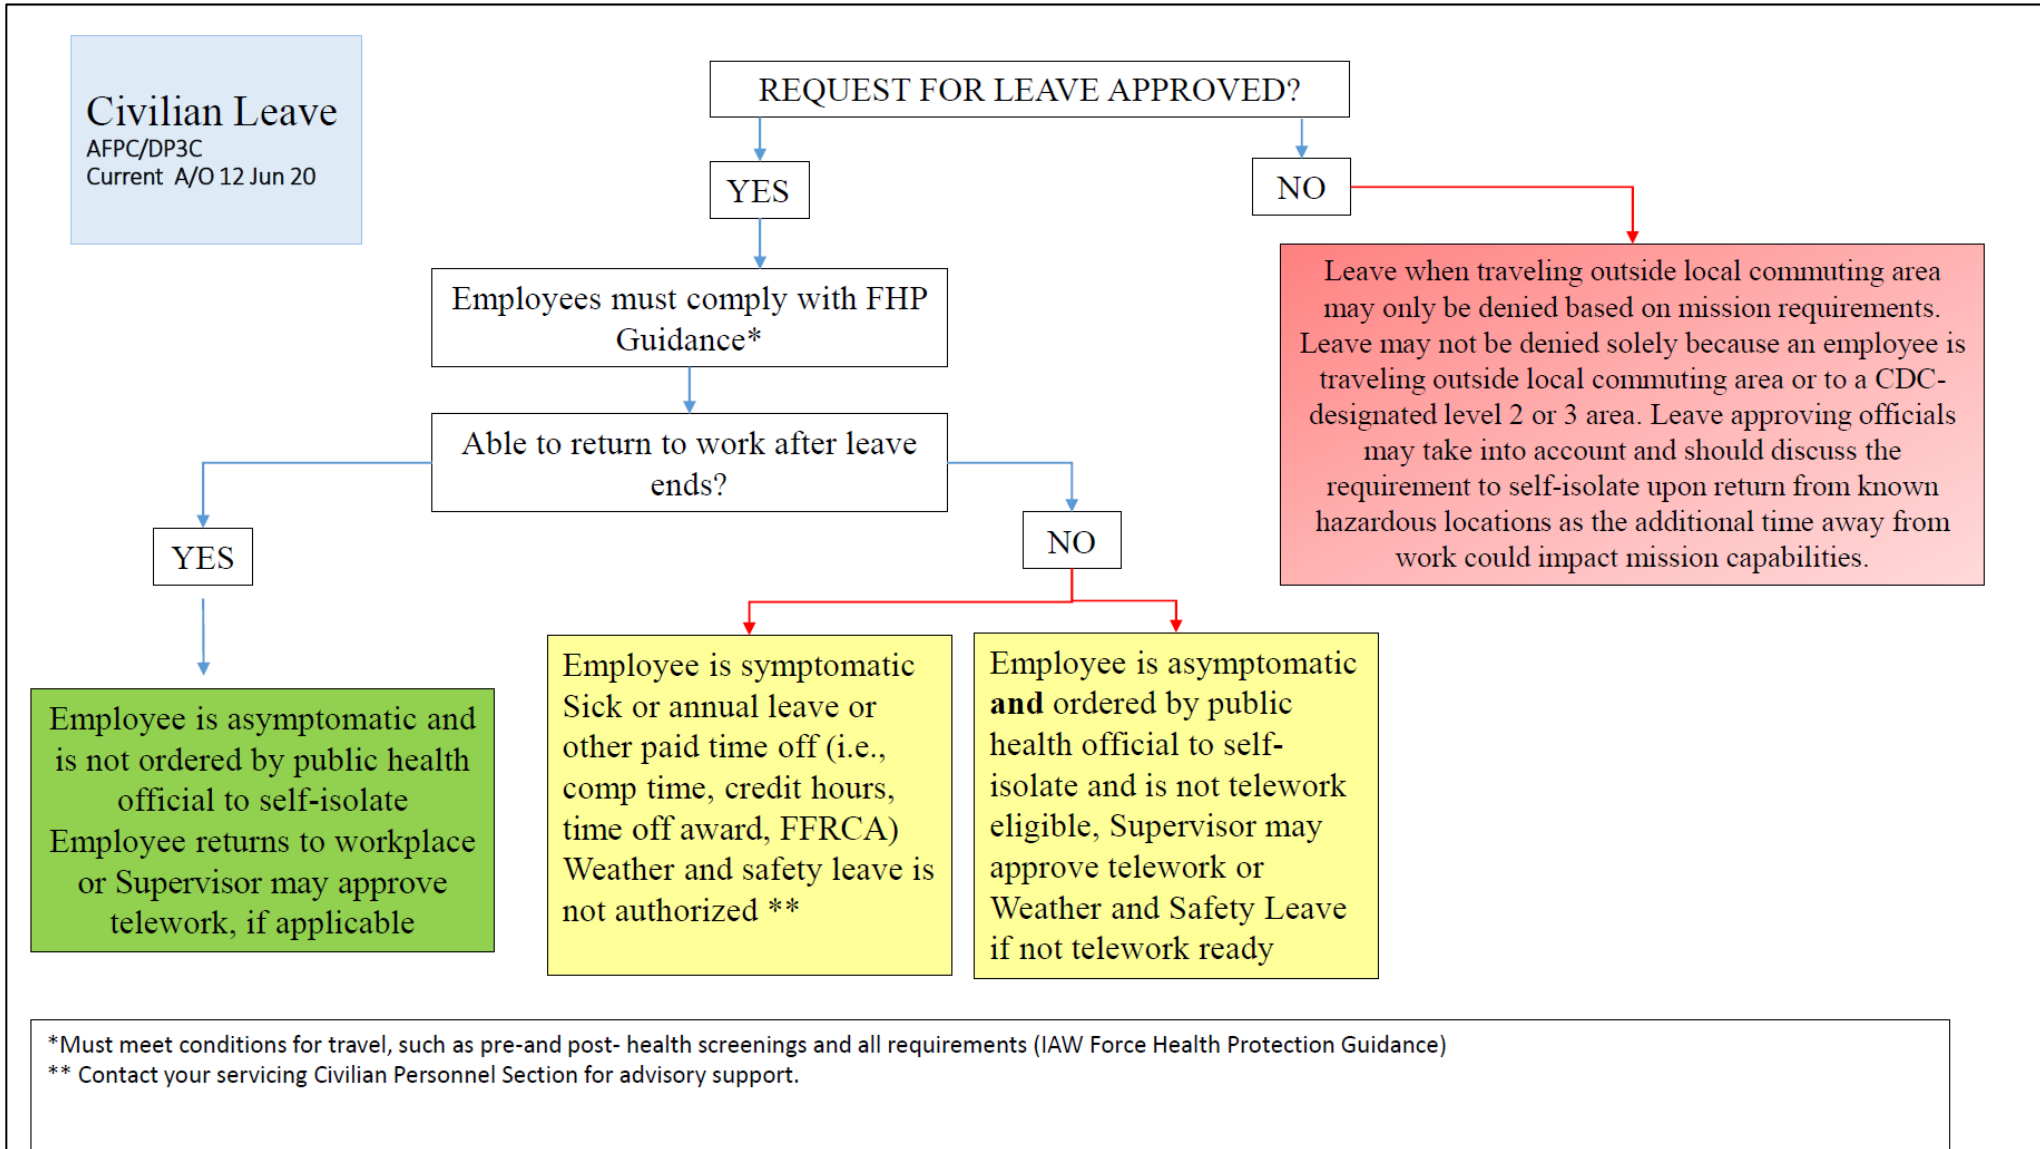 Civilian Leave
AFPC/DP3C
Current A/O 12 Jun 20
REQUEST FOR LEAVE APPROVED?
YES
NO
Employees must comply with FHP
Guidance*
Leave when traveling outside local commuting area
may only be denied based on mission requirements.
Leave may not be denied solely because an employee is
traveling outside local commuting area or to a CDC-
designated level 2 or 3 area. Leave approving officials
may take into account and should discuss the
requirement to self-isolate upon return from known
hazardous locations as the additional time away from
work could impact mission capabilities.
Able to return to work after leave
ends?
YES
NO
Employee is asymptomatic and
is not ordered by public health
official to self-isolate
Employee returns to workplace
or Supervisor may approve
telework, if applicable
Employee is symptomatic
Sick or annual leave or
other paid time off (i.e.,
comp time, credit hours,
time off award, FFRCA)
Weather and safety leave is
not authorized **
Employee is asymptomatic
and ordered by public
health official to self-
isolate and is not telework
eligible, Supervisor may
approve telework or
Weather and Safety Leave
if not telework ready
*Must meet conditions for travel, such as pre-and post- health screenings and all requirements (IAW Force Health Protection Guidance)
** Contact your servicing Civilian Personnel Section for advisory support.